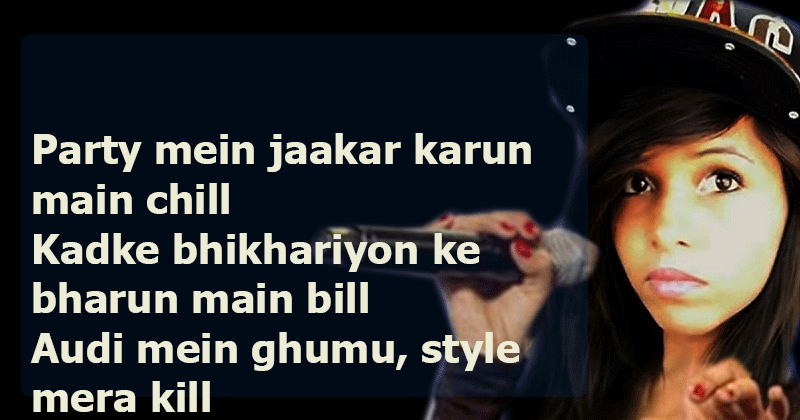 Party mein jaakar karun
main chill
Kadke bhikhariyon ke
bharun main bill
Audi mein ghumu, style
mera kill